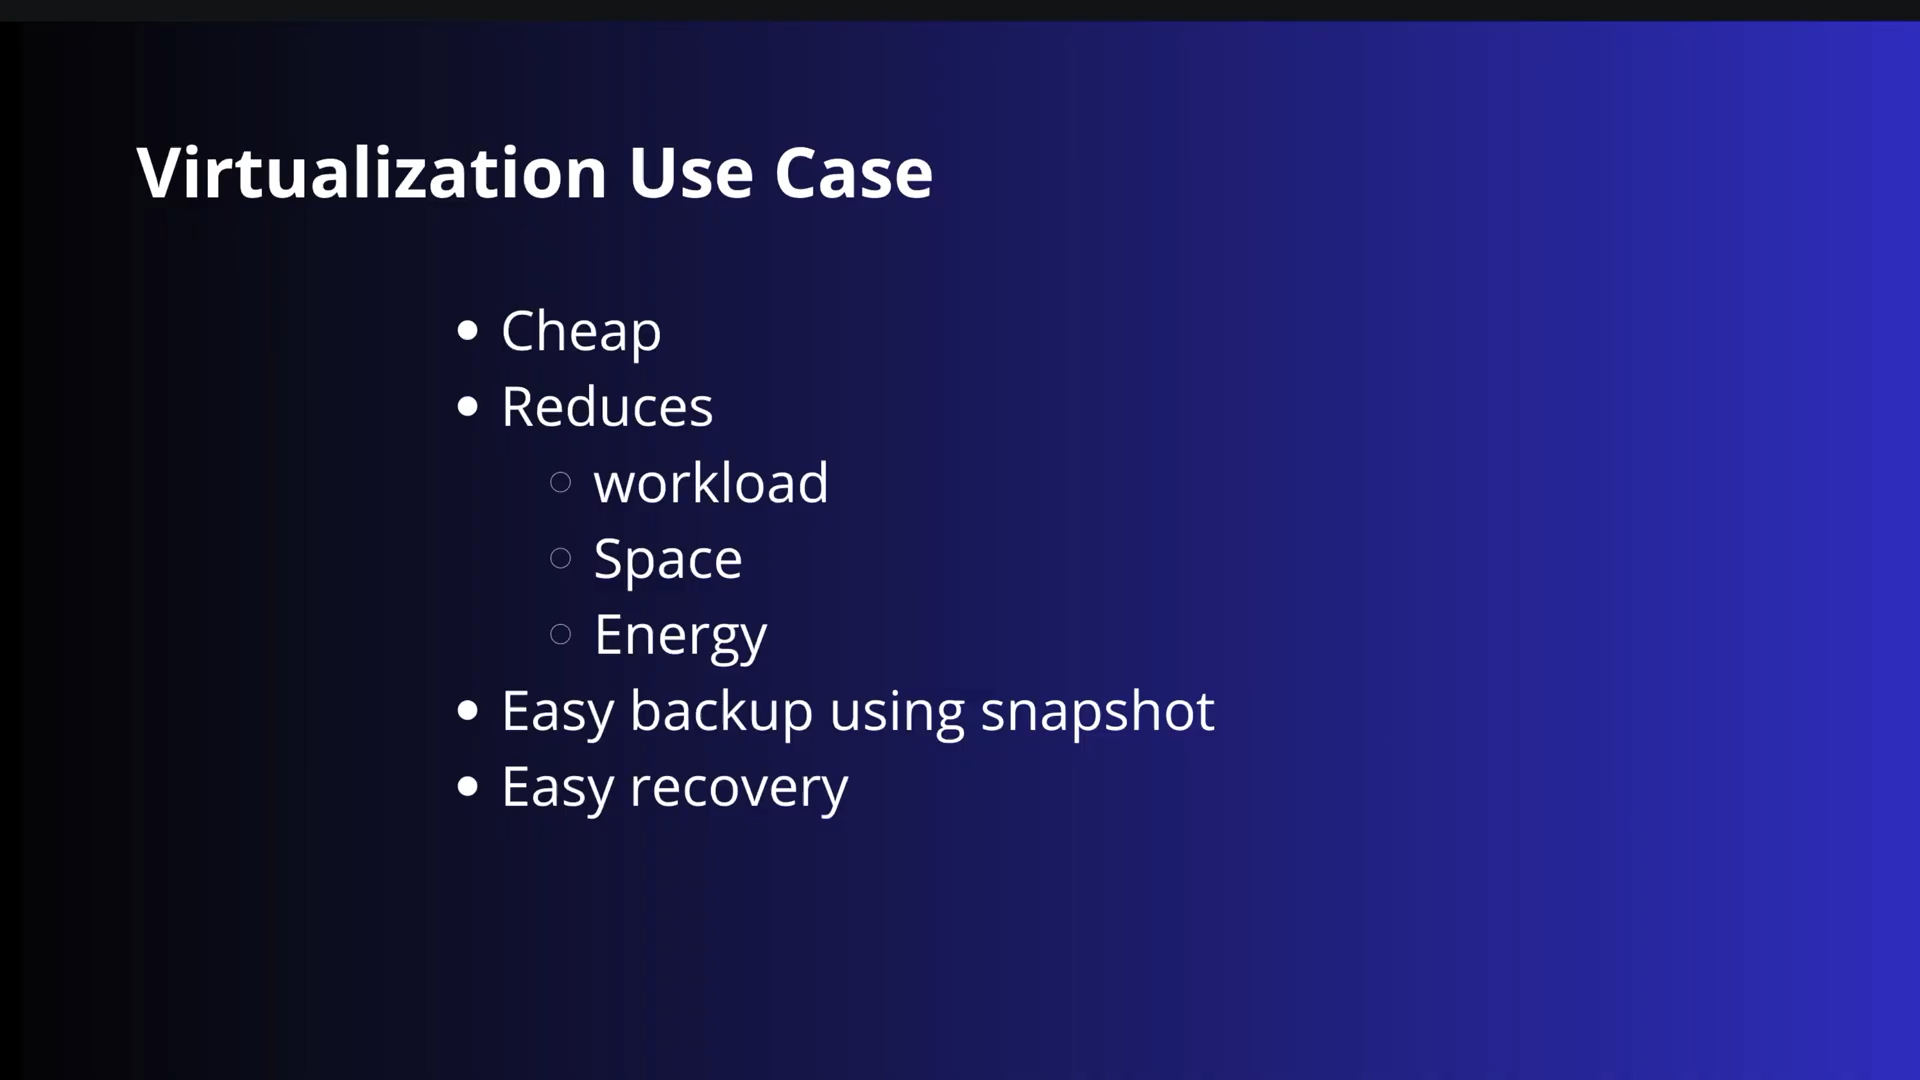 Virtualization Use Case
• Cheap
• Reduces
○ workload
○ Space
○ Energy
• Easy backup using snapshot
• Easy recovery